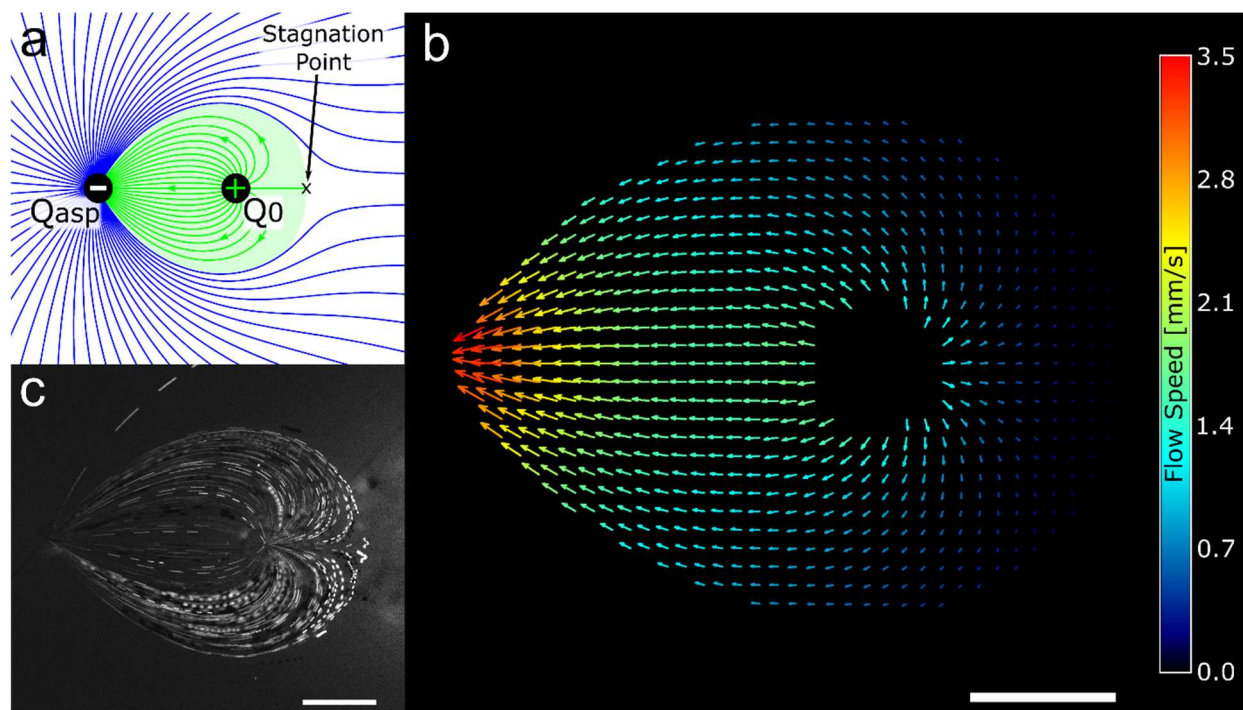 a
Stagnation
Point
−
+
Qasp
Q0
b
3.5
2.8
2.1
1.4
0.7
0.0
Flow Speed [mm/s]
c